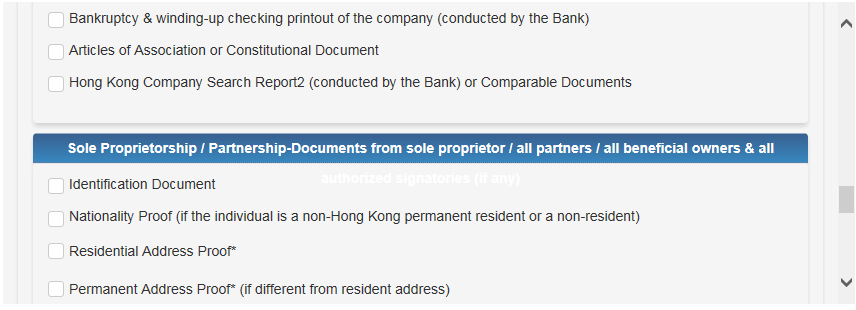 Bankruptcy & winding-up checking printout of the company (conducted by the Bank)
Articles of Association or Constitutional Document
Hong Kong Company Search Report2 (conducted by the Bank) or Comparable Documents
Sole Proprietorship / Partnership-Documents from sole proprietor / all partners / all beneficial owners & all
authorized signatories (if any)
Identification Document
Nationality Proof (if the individual is a non-Hong Kong permanent resident or a non-resident)
Residential Address Proof*
Permanent Address Proof* (if different from resident address)